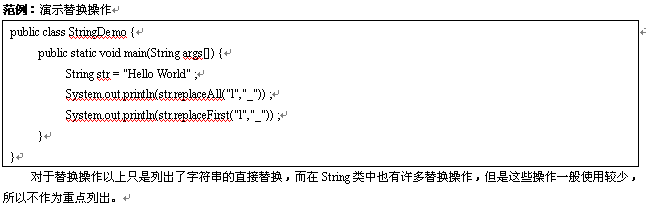 范例：演示替换操作
public class StringDemo {
public static void main(String args[]) {
String str = "Hello World" ;
System.out.println(str.replaceAll("l","_")) ;
System.out.println(str.replaceFirst("l","_")) ;
}
}
对于替换操作以上只是列出了字符串的直接替换，而在 String 类中也有许多替换操作，但是这些操作一般使用较少，
所以不作为重点列出。